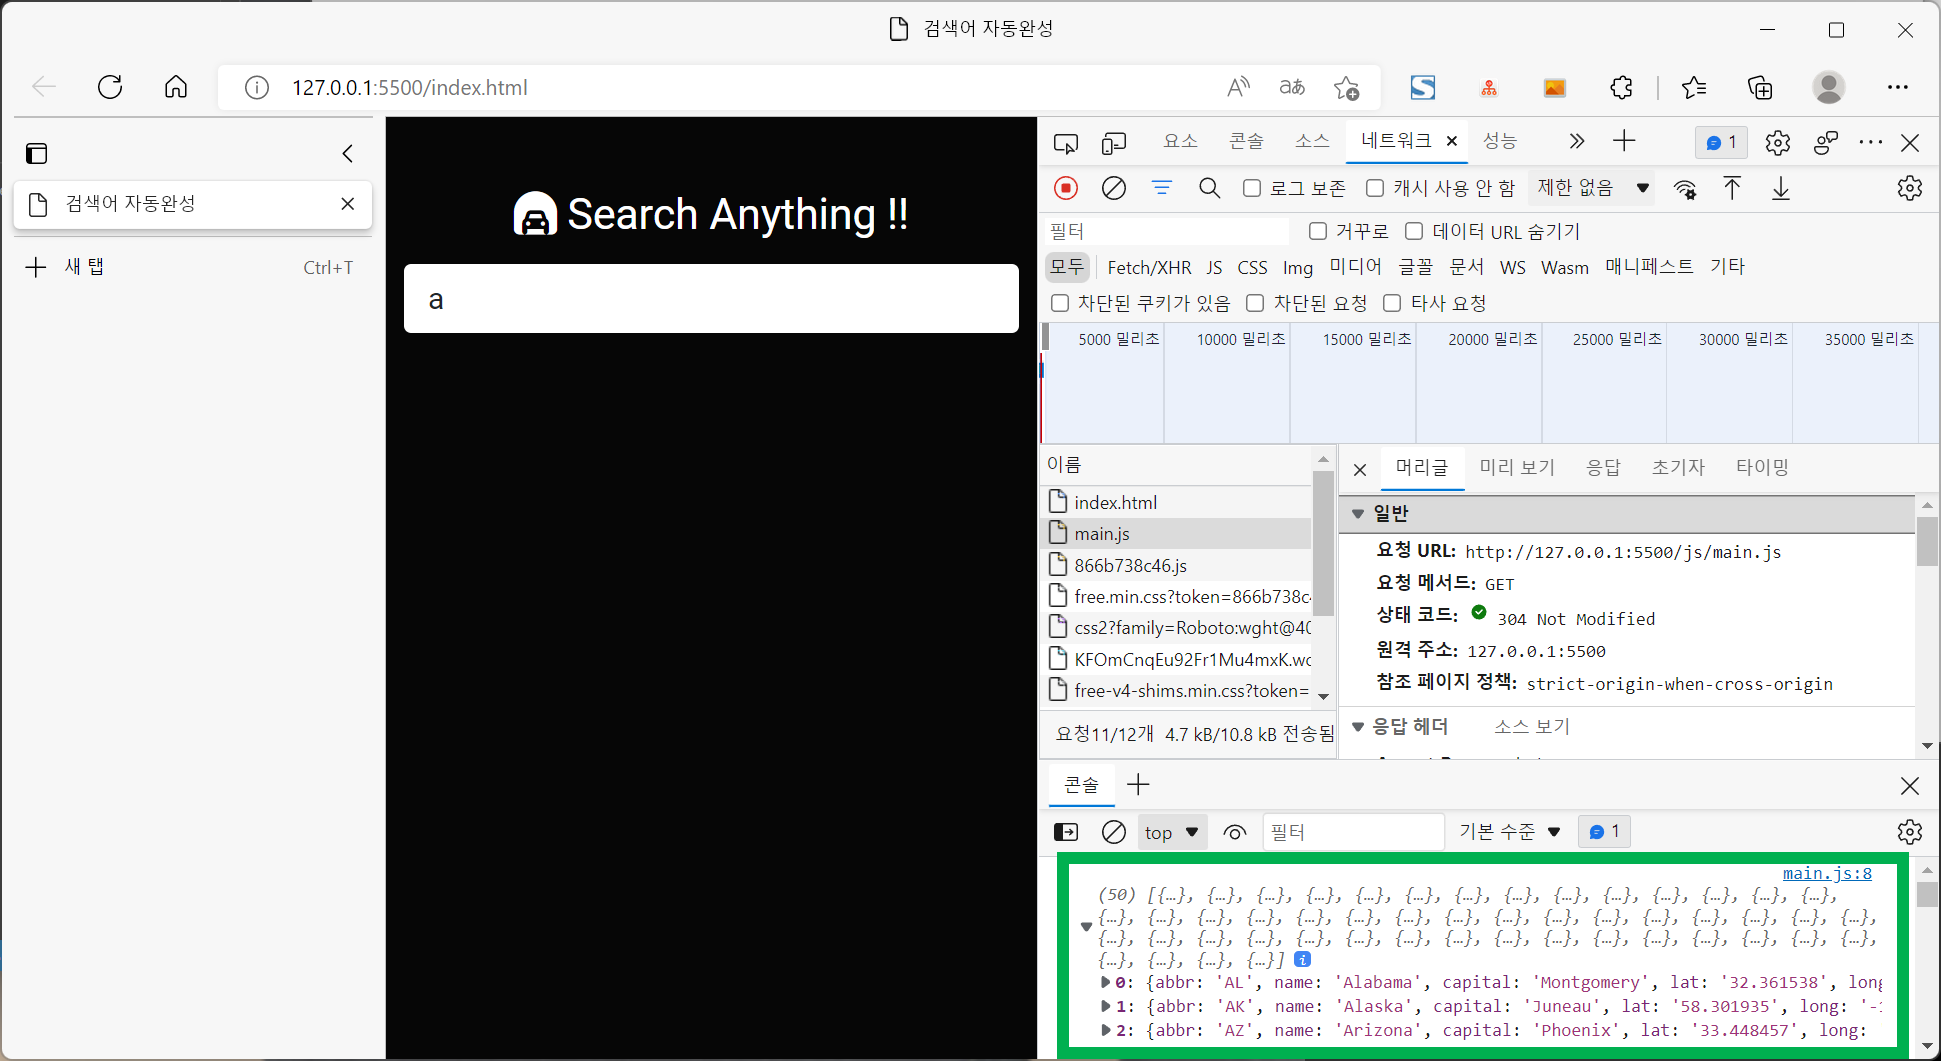 검색어 자동완성
127.0.0.1:5500/index.html
검색어 자동완성
새 탭 Ctrl+T
Search Anything !!
a
요소 콘솔 소스 네트워크 성능 1
로그 보존 캐시 사용 안 함 제한 없음
필터 거꾸로 데이터 URL 숨기기
모두 Fetch/XHR JS CSS Img 미디어 글꼴 문서 WS Wasm 매니페스트 기타
차단된 쿠키가 있음 차단된 요청 타사 요청
5000 밀리초 10000 밀리초 15000 밀리초 20000 밀리초 25000 밀리초 30000 밀리초 35000 밀리초
이름
index.html
main.js
866b738c46.js
free.min.css?token=866b738c
css2?family=Roboto:wght@40
KFOmCnqEu92Fr1Mu4mxK.wo
free-v4-shims.min.css?token=
요청11/12개 4.7 kB/10.8 kB 전송됨
머리글 미리 보기 응답 초기자 타이밍
일반
요청 URL: http://127.0.0.1:5500/js/main.js
요청 메서드: GET
상태 코드: 304 Not Modified
원격 주소: 127.0.0.1:5500
참조 페이지 정책: strict-origin-when-cross-origin
응답 헤더 소스 보기
콘솔
top 필터 기본 수준 1
main.js:8
(50) [{…}, {…}, {…}, {…}, {…}, {…}, {…}, {…}, {…}, {…}, {…}, {…}, {…}, {…},
{…}, {…}, {…}, {…}, {…}, {…}, {…}, {…}, {…}, {…}, {…}, {…}, {…}, {…}, {…}, {…},
{…}, {…}, {…}, {…}, {…}, {…}, {…}, {…}, {…}, {…}, {…}, {…}, {…}, {…}, {…}, {…},
{…}, {…}, {…}, {…}]
0: {abbr: 'AL', name: 'Alabama', capital: 'Montgomery', lat: '32.361538', long
1: {abbr: 'AK', name: 'Alaska', capital: 'Juneau', lat: '58.301935', long: '-1
2: {abbr: 'AZ', name: 'Arizona', capital: 'Phoenix', lat: '33.448457', long: